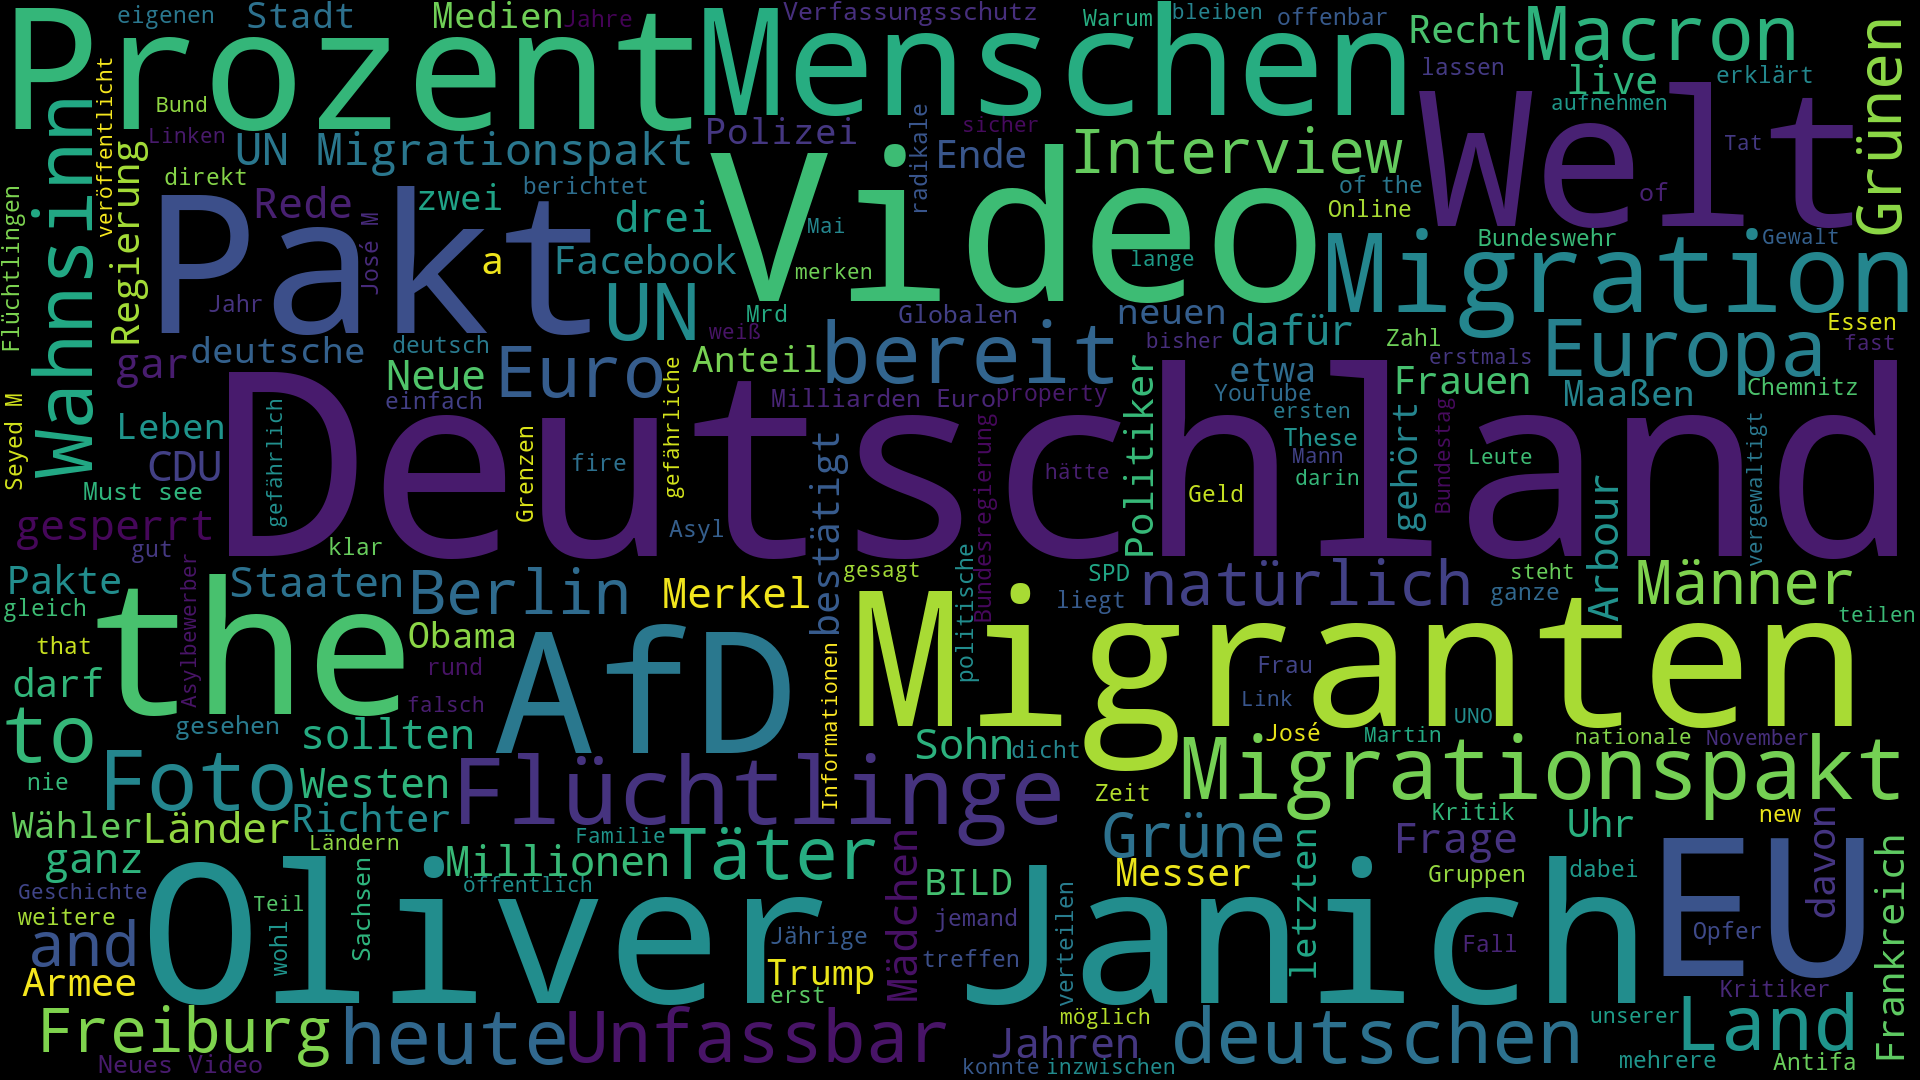 Prozent
Menschen
Video
Welt
Deutschland
Pakt
the
AfD
Migranten
Oliver Janich
EU
eigenen
Stadt
Medien
Jahre
Verfassungsschutz
Warum
bleiben
offenbar
Recht
Macron
lassen
live
erklärt
aufnehmen
Grünen
Bund
Linken
veröffentlicht
Wahnsinn
Regierung
UN Migrationspakt
Polizei
radikale
sicher
Ende
Interview
Tat
direkt
Rede
berichtet
zwei
drei
José M
Mai
of the
of
Online
Flüchtlingen
a
Facebook
merken
lange
Bundeswehr
Gewalt
Migration
Jahr
UN
Mrd
Globalen
neuen
dafür
Zahl
Essen
gar
deutsche
deutsch
weiß
bereit
bisher
erstmals
fast
Europa
Neue
Euro
Anteil
etwa
Frauen
Maaßen
Chemnitz
einfach
gefährliche
Milliarden Euro
property
Politiker
YouTube
ersten
Seyed M
Leben
gefährlich
Grenzen
bestätigt
Bundesregierung
These
Mann
gehört
Bundestag
vergewaltigt
CDU
fire
hätte
darin
Leute
Must see
Geld
Arbour
gesperrt
Asyl
gut
klar
Pakte
Staaten
Berlin
Merkel
gesagt
politische
SPD
natürlich
steht
ganze
Männer
gleich
liegt
teilen
that
Asylbewerber
Obama
rund
Informationen
Frau
darf
falsch
Link
to
gesehen
sollten
Sohn
dicht
José
UNO
Martin
nationale
November
nie
Foto
Westen
Flüchtlinge
Zeit
Migrationspakt
Wähler
Länder
Richter
Familie
Täter
Grüne
Kritik
Frage
Uhr
new
ganz
Ländern
Millionen
Mädchen
letzten
davon
Frankreich
Geschichte
öffentlich
BILD
Messer
Gruppen
dabei
weitere
Teil
Sachsen
jemand
verteilen
and
wohl
Jährige
treffen
Fall
Opfer
Armee
Trump
erst
Kritiker
Freiburg
heute
Unfassbar
möglich
Jahren
deutschen
unserer
Land
Neues Video
konnte
inzwischen
mehrere
Antifa